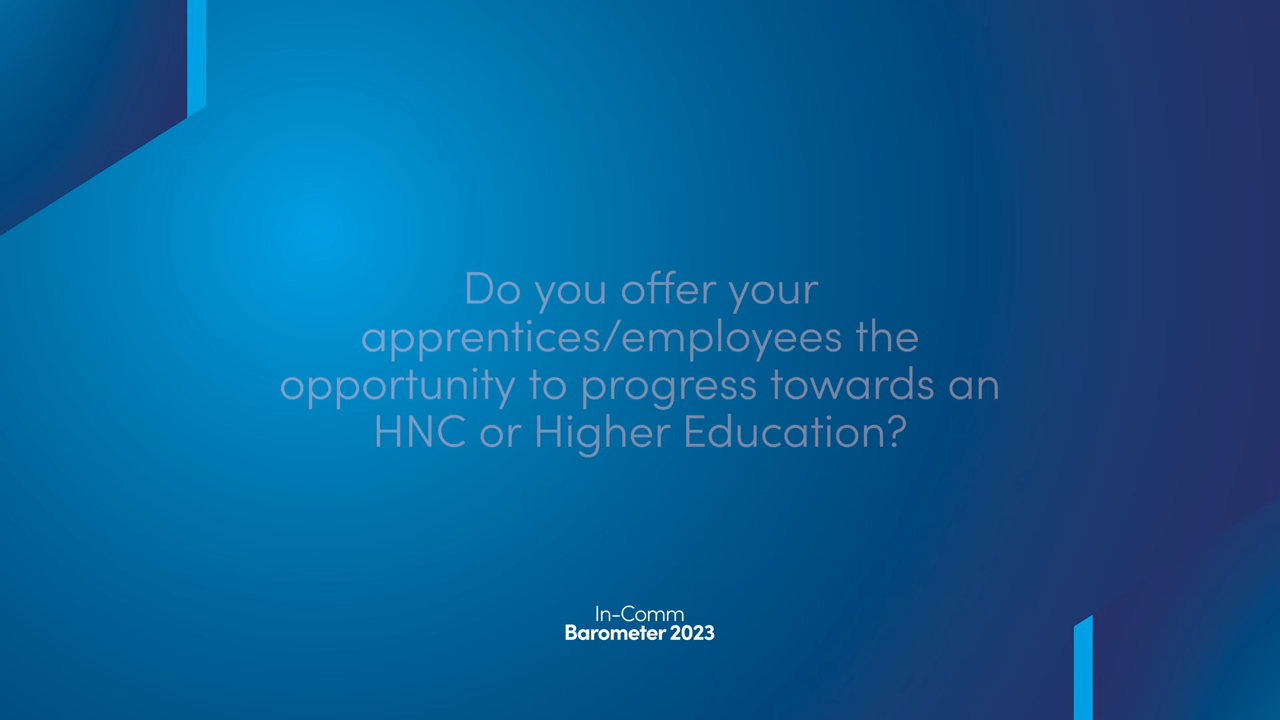 Do you offer your
apprentices/employees the
opportunity to progress towards an
HNC or Higher Education?
In-Comm
Barometer 2023